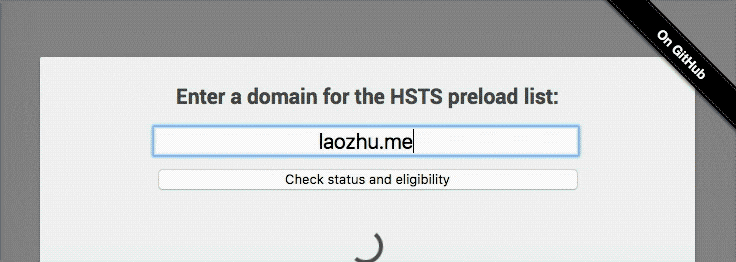 On GitHub
Enter a domain for the HSTS preload list:
laozhu.me
Check status and eligibility